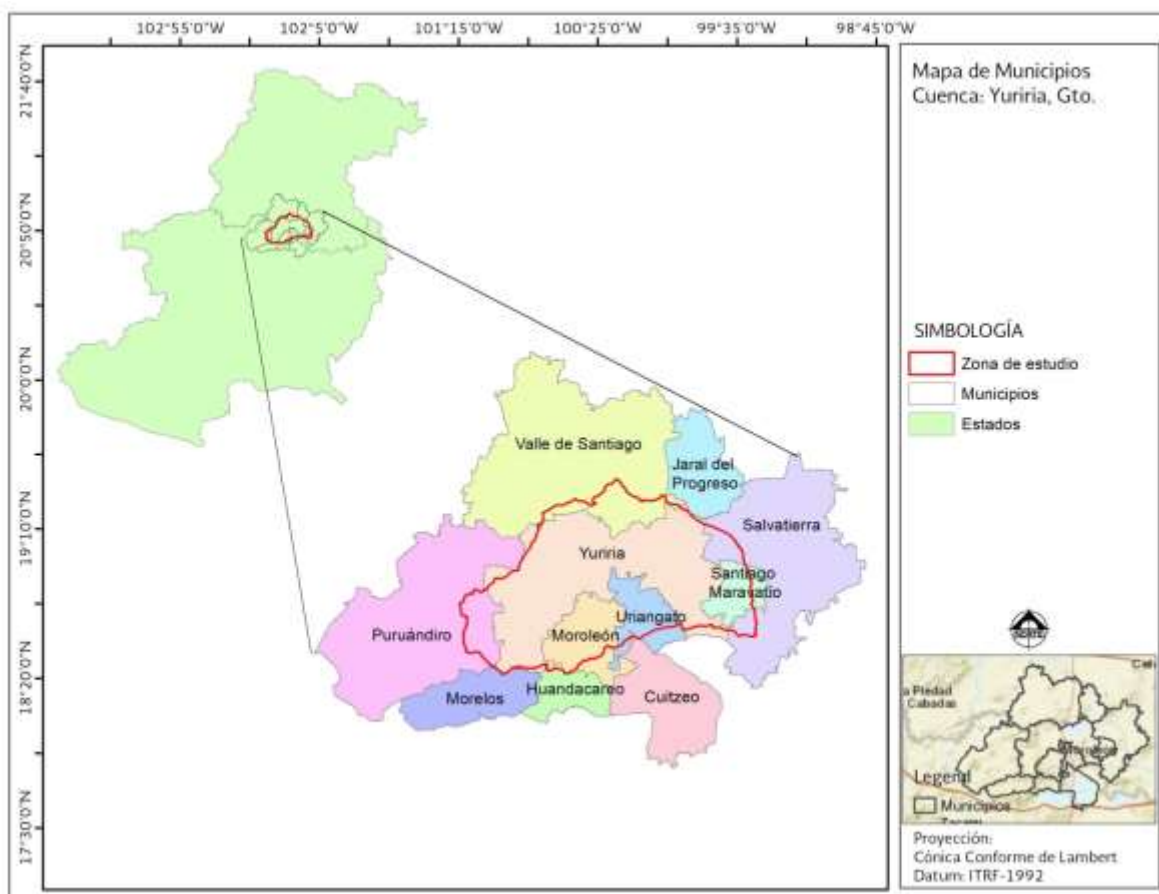 102°55'0"W 102°5'0"W 101°15'0"W 100°25'0"W 99°35'0"W 98°45'0"W
21°40'0"N
20°50'0"N
20°0'0"N
19°10'0"N
18°20'0"N
17°30'0"N
Valle de Santiago
Jaral del
Progreso
Salvatierra
Yuriria
Santiago
Maravatío
Uriangato
Puruándiro
Moroleón
Huandacareo
Morelos
Cuitzeo
Mapa de Municipios
Cuenca: Yuriria, Gto.
SIMBOLOGÍA
Zona de estudio
Municipios
Estados
a Piedad
Cabadas
Legend
Municipios
Proyección:
Cónica Conforme de Lambert
Datum: ITRF-1992